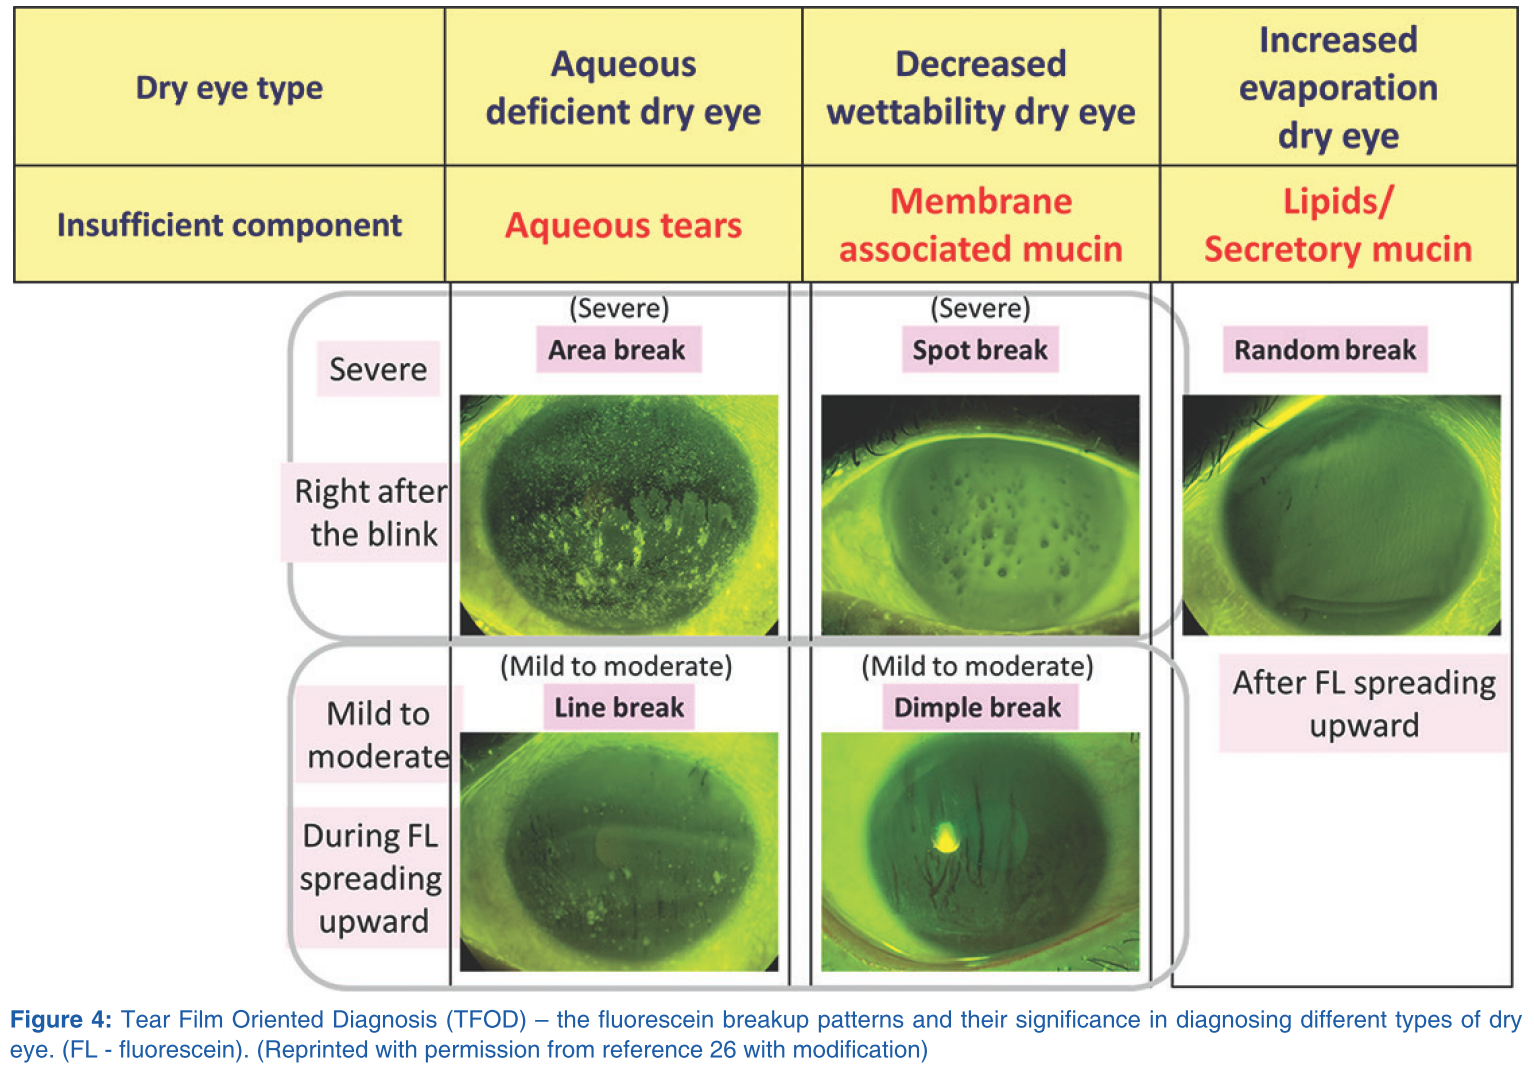 Dry eye type
Aqueous
deficient dry eye
Decreased
wettability dry eye
Increased
evaporation
dry eye
Insufficient component
Aqueous tears
Membrane
associated mucin
Lipids/
Secretory mucin
Severe
Right after
the blink
(Severe)
Area break
(Severe)
Spot break
Random break
After FL spreading
upward
Mild to
moderate
During FL
spreading
upward
(Mild to moderate)
Line break
(Mild to moderate)
Dimple break
Figure 4: Tear Film Oriented Diagnosis (TFOD) – the fluorescein breakup patterns and their significance in diagnosing different types of dry
eye. (FL - fluorescein). (Reprinted with permission from reference 26 with modification)